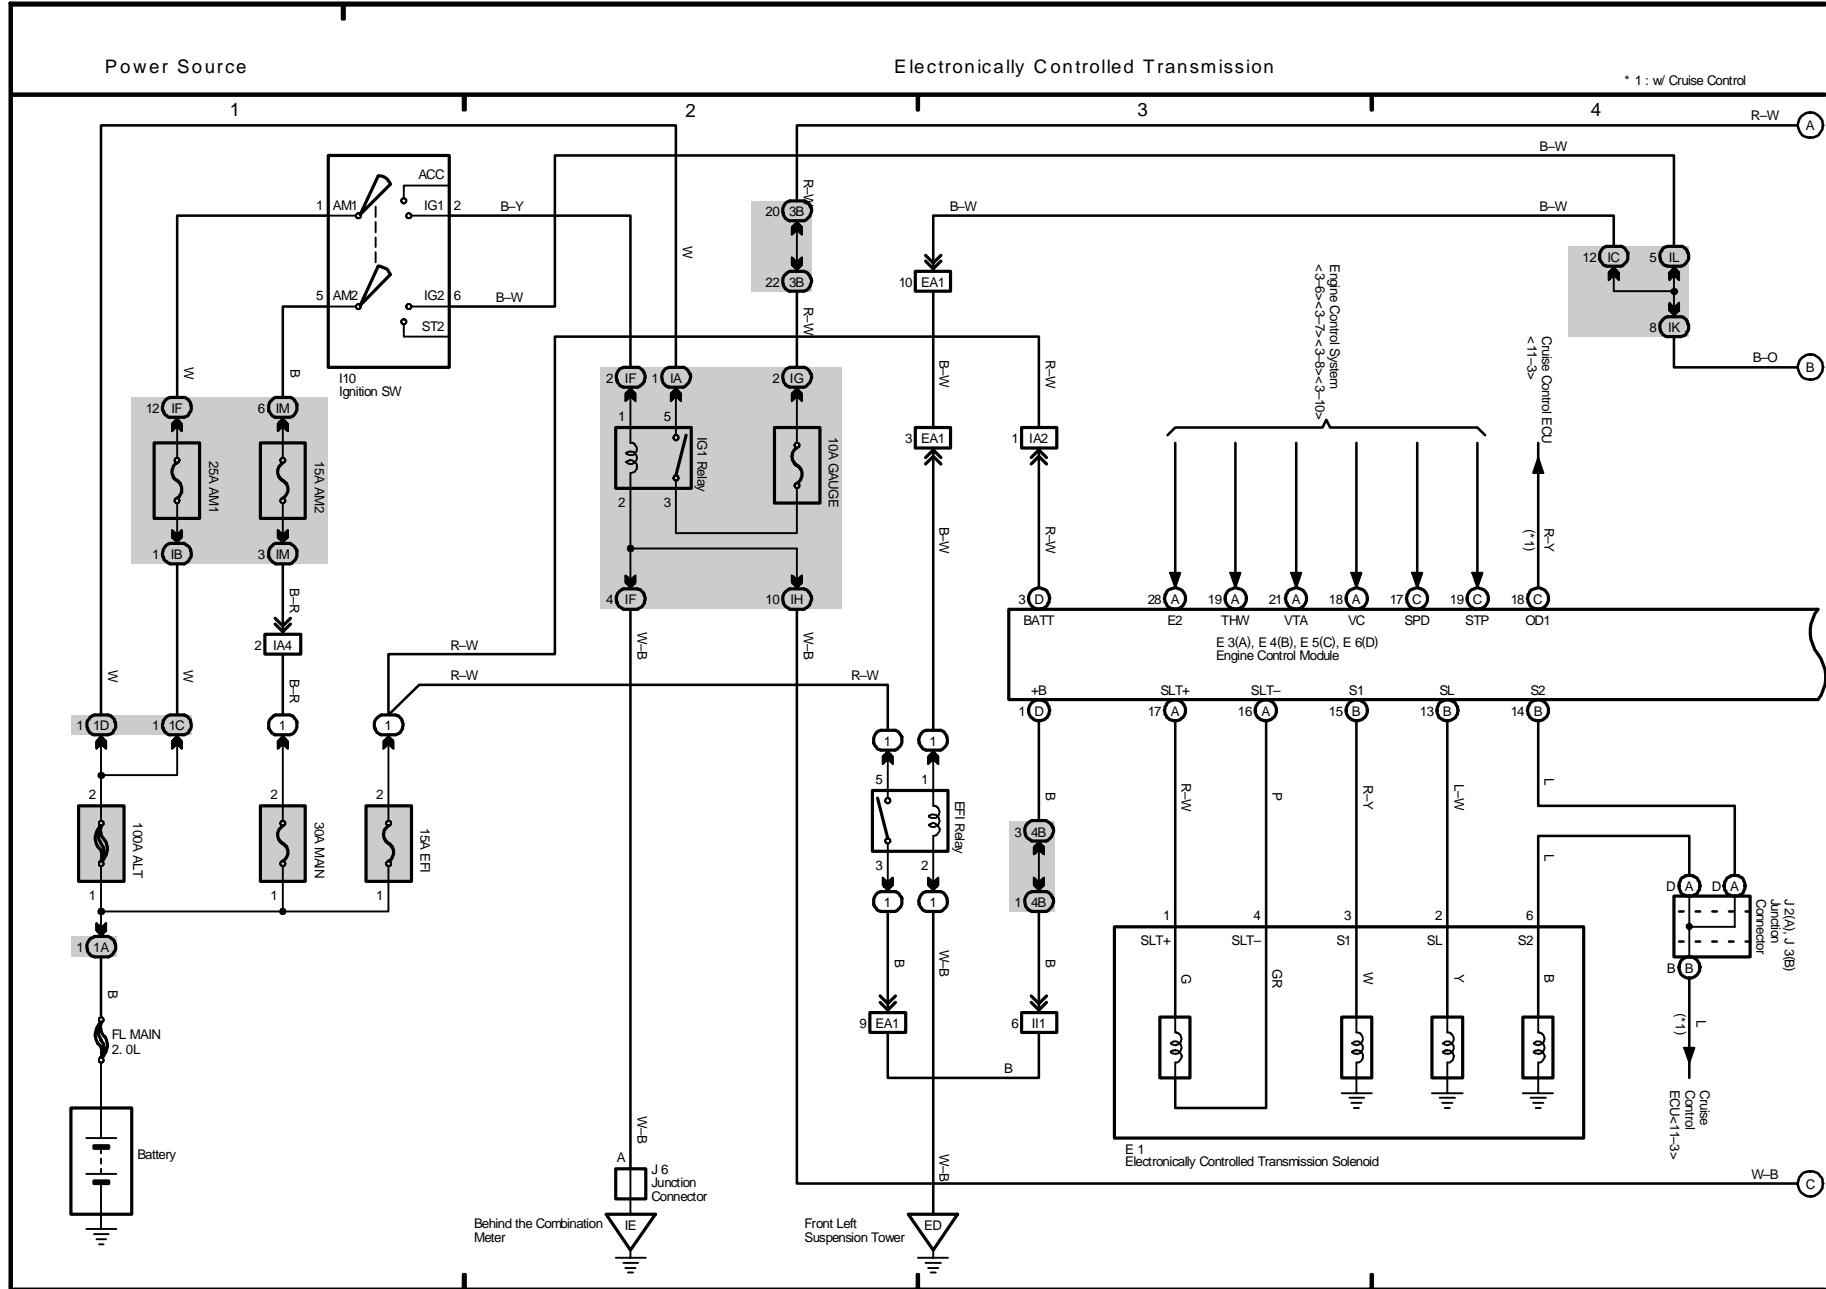 Power Source
Electronically Controlled Transmission
* 1 : w/ Cruise Control
1
2
3
4
R–W
A
B–W
ACC
1
AM1
IG1
2
B–Y
5
AM2
IG2
6
B–W
ST2
I10
Ignition SW
W
R–W
20
3B
22
3B
R–W
B–W
B–W
10
EA1
12
IC
5
IL
8
IK
B–O
B
Engine Control System
<3–6><3–7><3–8><3–10>
Cruise Control ECU
<11–3>
W
B
12
IF
6
IM
25A AM1
15A AM2
1
IB
3
IM
2
IF
1
IA
2
IG
1
5
IG1 Relay
10A GAUGE
2
3
4
IF
10
IH
B–W
3
EA1
R–W
1
IA2
B–W
R–W
R–Y
(*1)
B–R
2
IA4
B–R
W
W
W–B
W–B
R–W
R–W
R–W
3
D
BATT
28
A
E2
19
A
THW
21
A
VTA
18
A
VC
17
C
SPD
19
C
STP
18
C
OD1
E 3(A), E 4(B), E 5(C), E 6(D)
Engine Control Module
+B
1
D
SLT+
17
A
SLT–
16
A
S1
15
B
SL
13
B
S2
14
B
1
1D
1
1C
1
1
1
1
2
100A ALT
1
2
30A MAIN
1
2
15A EFI
1
5
1
EFI Relay
3
2
1
1
B
3
4B
1
4B
B
R–W
P
R–Y
L–W
L
L
D
A
D
A
J 2(A), J 3(B)
Junction
Connector
B
B
1
1A
B
FL MAIN
2. 0L
Battery
B
W–B
9
EA1
6
II1
B
1
4
3
2
6
SLT+
SLT–
S1
SL
S2
G
GR
W
Y
B
L
(*1)
Cruise
Control
ECU<11–3>
E 1
Electronically Controlled Transmission Solenoid
W–B
A
J 6
Junction
Connector
W–B
W–B
C
Behind the Combination
Meter
IE
Front Left
Suspension Tower
ED